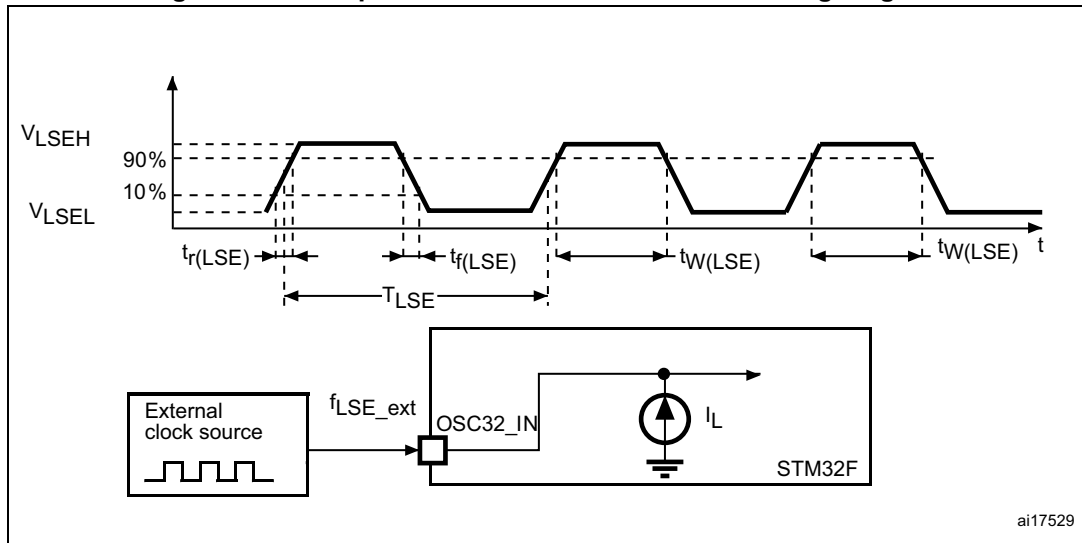 VLSEH
90%
10%
VLSEL
tr(LSE)
tf(LSE)
tW(LSE)
tW(LSE)
t
TLSE
External
clock source
fLSE_ext
OSC32_IN
IL
STM32F
ai17529